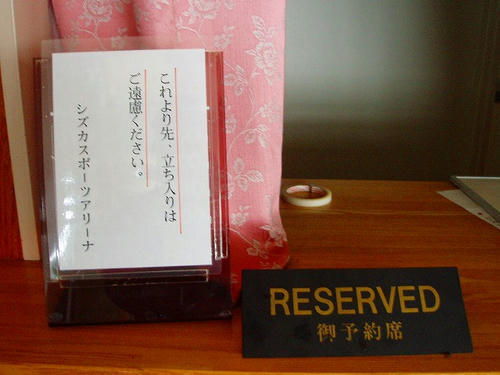 これより先、立ち入りは
ご遠慮ください。
シズカスポーツアリーナ
RESERVED
御予約席